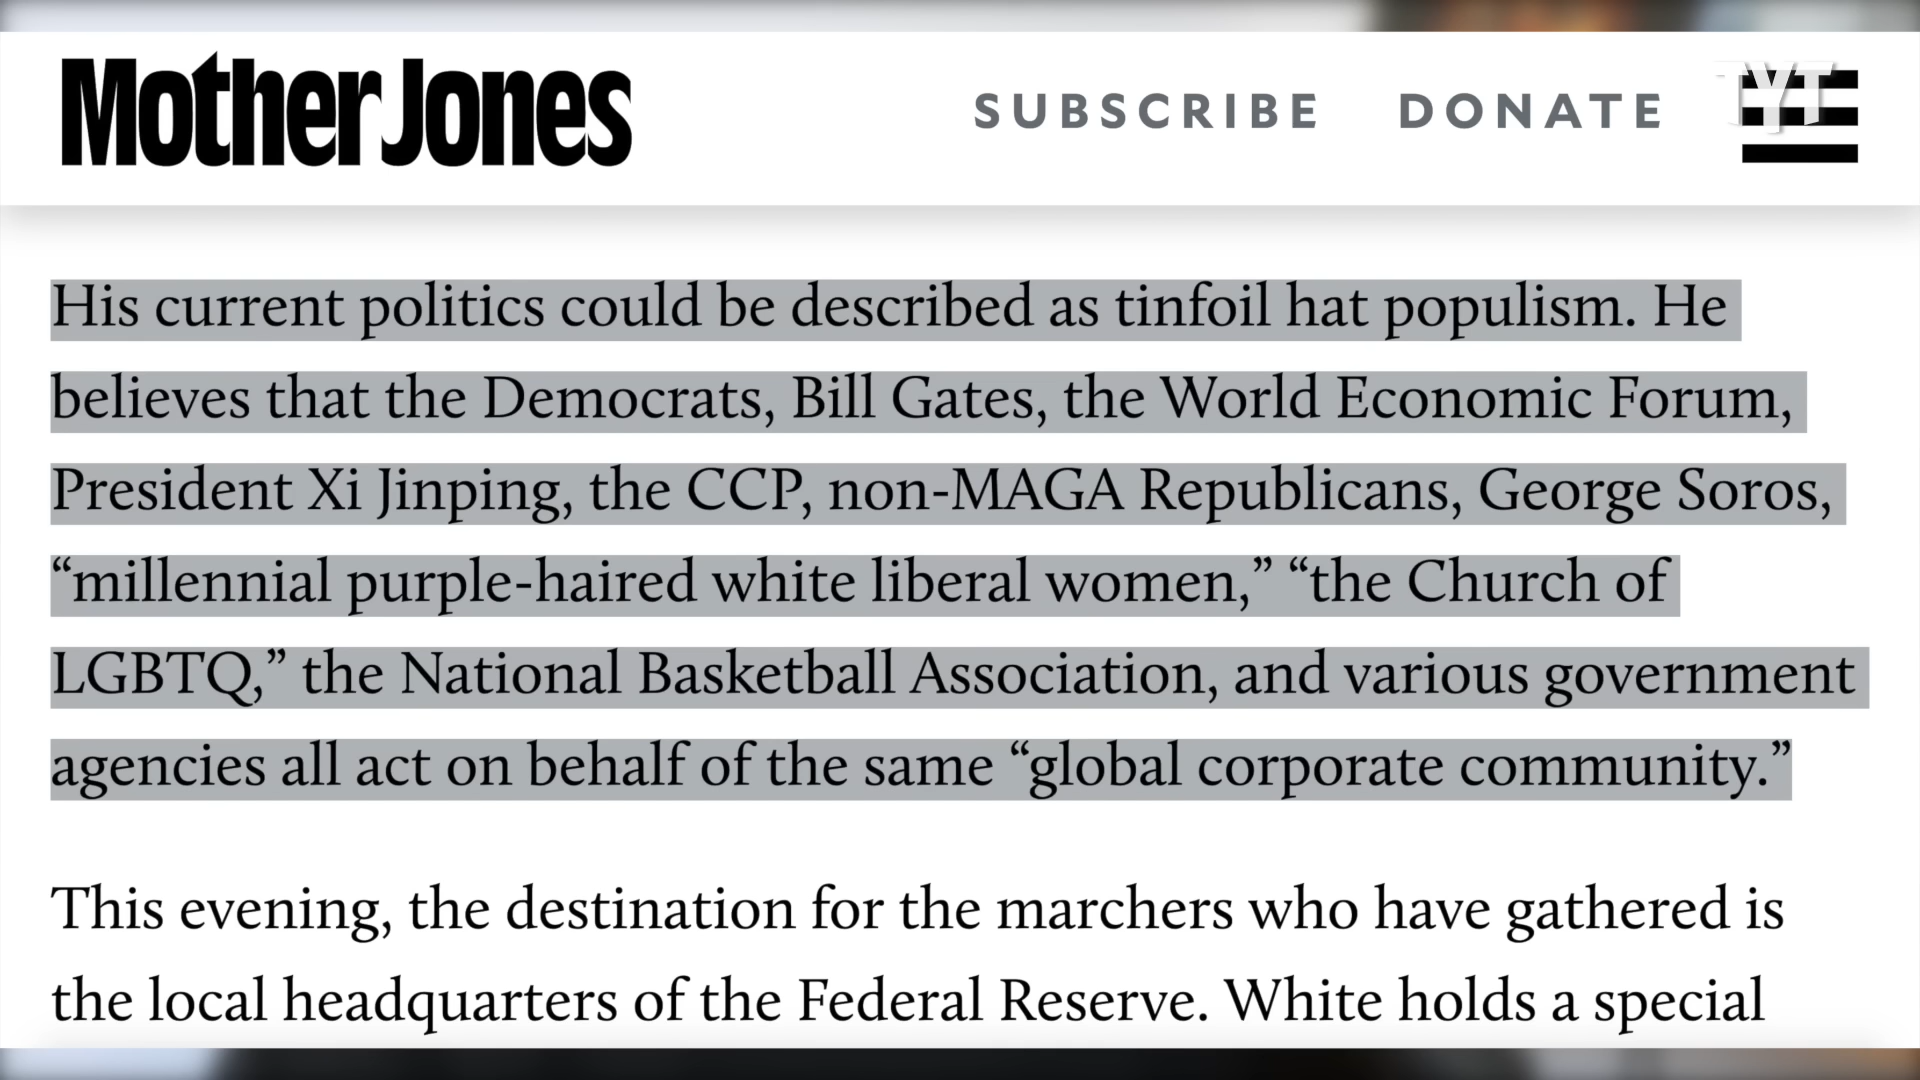 Mother Jones
SUBSCRIBE DONATE
TYT
His current politics could be described as tinfoil hat populism. He
believes that the Democrats, Bill Gates, the World Economic Forum,
President Xi Jinping, the CCP, non-MAGA Republicans, George Soros,
“millennial purple-haired white liberal women,” “the Church of
LGBTQ,” the National Basketball Association, and various government
agencies all act on behalf of the same “global corporate community.”
This evening, the destination for the marchers who have gathered is
the local headquarters of the Federal Reserve. White holds a special